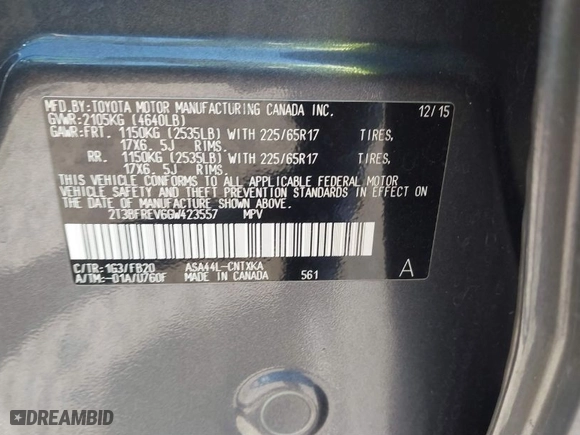 MFD.BY:TOYOTA MOTOR MANUFACTURING CANADA INC. 12/15
GVWR:2105KG (4640LB)
GAWR:FRT. 1150KG (2535LB) WITH 225/65R17 TIRES,
17X6. 5J RIMS.
RR. 1150KG (2535LB) WITH 225/65R17 TIRES,
17X6. 5J RIMS.
THIS VEHICLE CONFORMS TO ALL APPLICABLE FEDERAL MOTOR
VEHICLE SAFETY AND THEFT PREVENTION STANDARDS IN EFFECT ON
THE DATE OF MANUFACTURE SHOWN ABOVE.
2T3BFREV6GW423557 MPV
C/TR:1G3/FB20 ASA44L-CNTXKA
A/TM:-01A/U760F MADE IN CANADA 561 A
DREAMBID